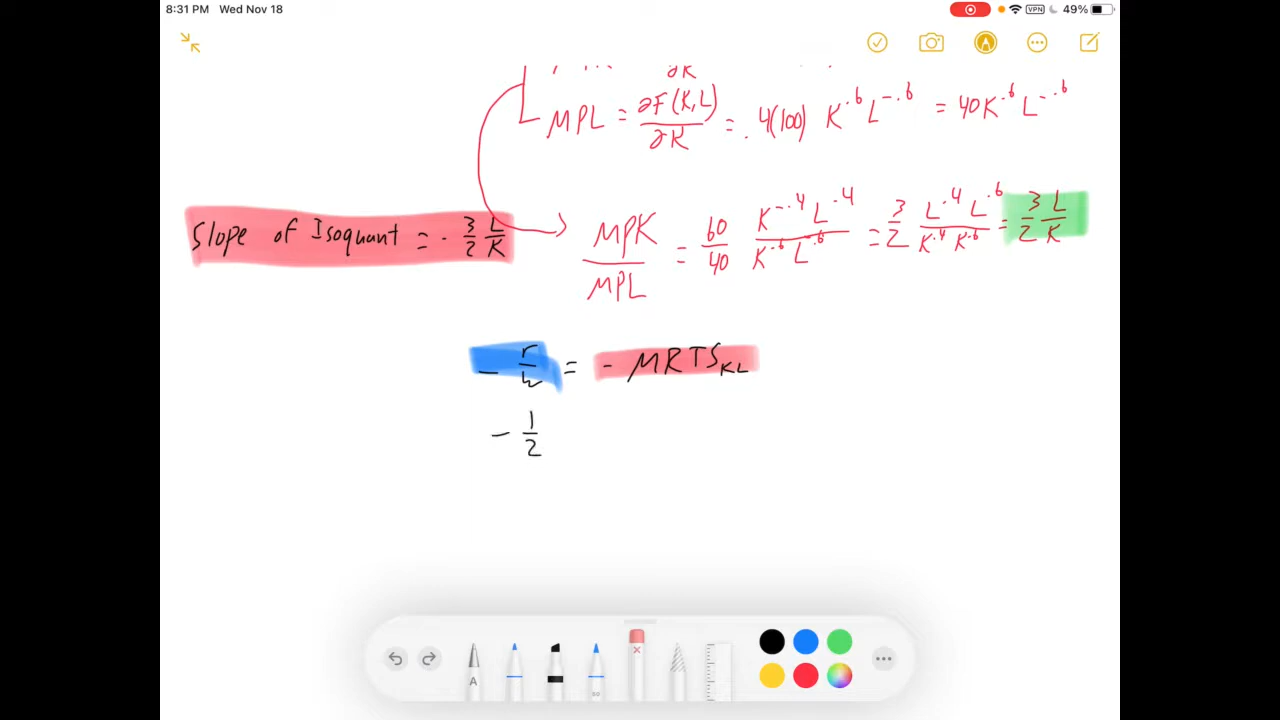 8:31 PM Wed Nov 18 VPN 49%
∂K
MPL = ∂F(K,L)/∂K = .4(100) K^.6 L^-.6 = 40K^.6 L^-.6
Slope of Isoquant = - 3/2 L/K
MPK/MPL = 60/40 K^-.4 L^.4 / K^.6 L^-.6 = 3/2 L^.4 L^.6 / K^.4 K^.6 = 3/2 L/K
- r/w = - MRTS_KL
- 1/2
A